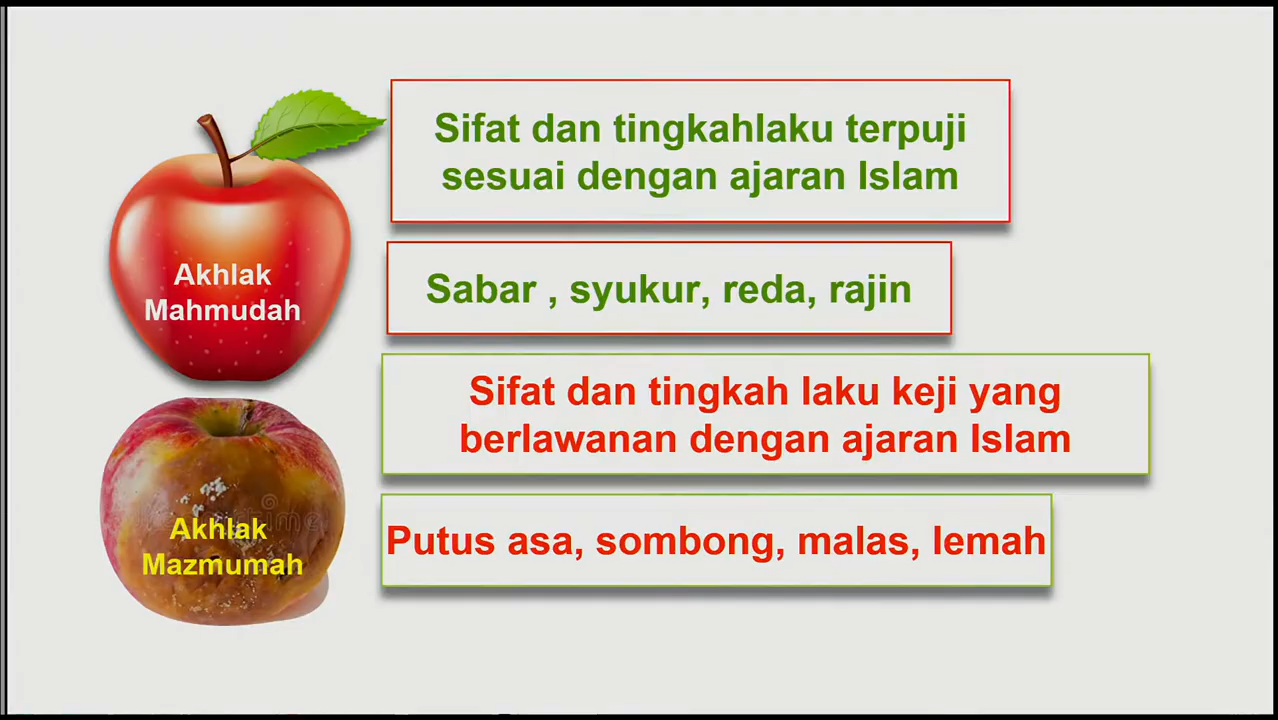 Sifat dan tingkahlaku terpuji
sesuai dengan ajaran Islam
Akhlak
Mahmudah
Sabar , syukur, reda, rajin
Sifat dan tingkah laku keji yang
berlawanan dengan ajaran Islam
Akhlak
Mazmumah
Putus asa, sombong, malas, lemah